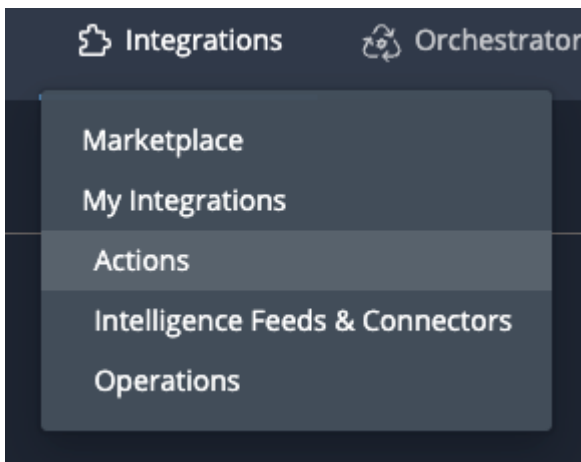 Integrations Orchestrator
Marketplace
My Integrations
Actions
Intelligence Feeds & Connectors
Operations